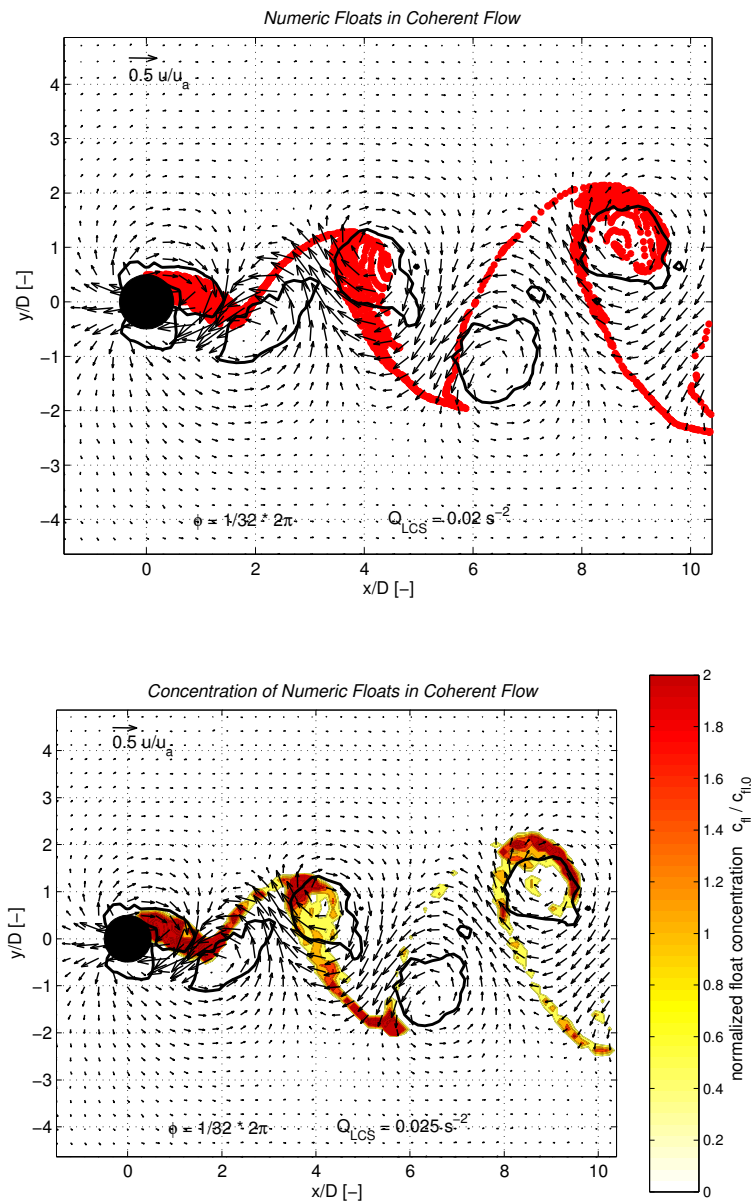 Numeric Floats in Coherent Flow
0.5 u/u_a
y/D [−]
4
3
2
1
0
−1
−2
−3
−4
ϕ = 1/32 * 2π
Q_LCS = 0.02 s^−2
0 2 4 6 8 10
x/D [−]
Concentration of Numeric Floats in Coherent Flow
0.5 u/u_a
y/D [−]
4
3
2
1
0
−1
−2
−3
−4
ϕ = 1/32 * 2π
Q_LCS = 0.025 s^−2
0 2 4 6 8 10
x/D [−]
2
1.8
1.6
1.4
1.2
1
0.8
0.6
0.4
0.2
0
normalized float concentration c_fl / c_fl,0